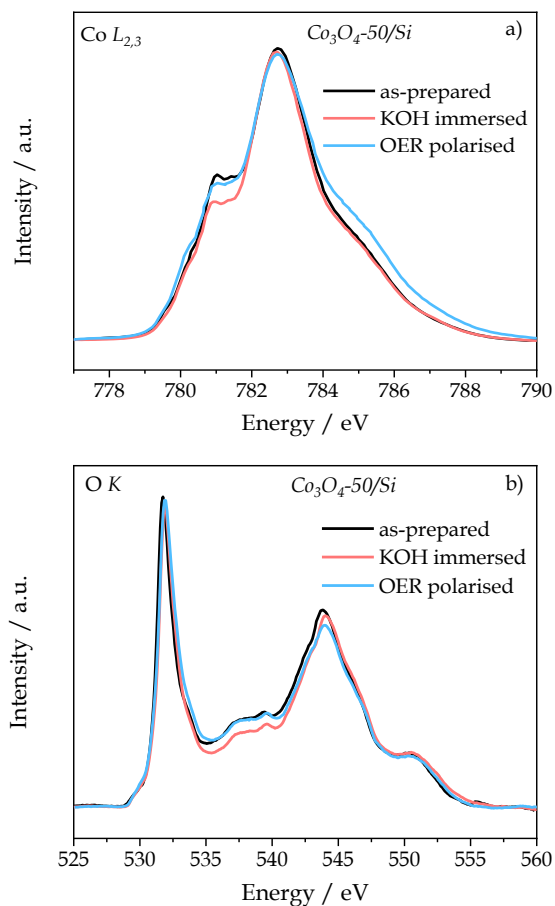 Co L2,3 Co3O4-50/Si a)
as-prepared
KOH immersed
OER polarised
Intensity / a.u.
778 780 782 784 786 788 790
Energy / eV
O K Co3O4-50/Si b)
as-prepared
KOH immersed
OER polarised
Intensity / a.u.
525 530 535 540 545 550 555 560
Energy / eV